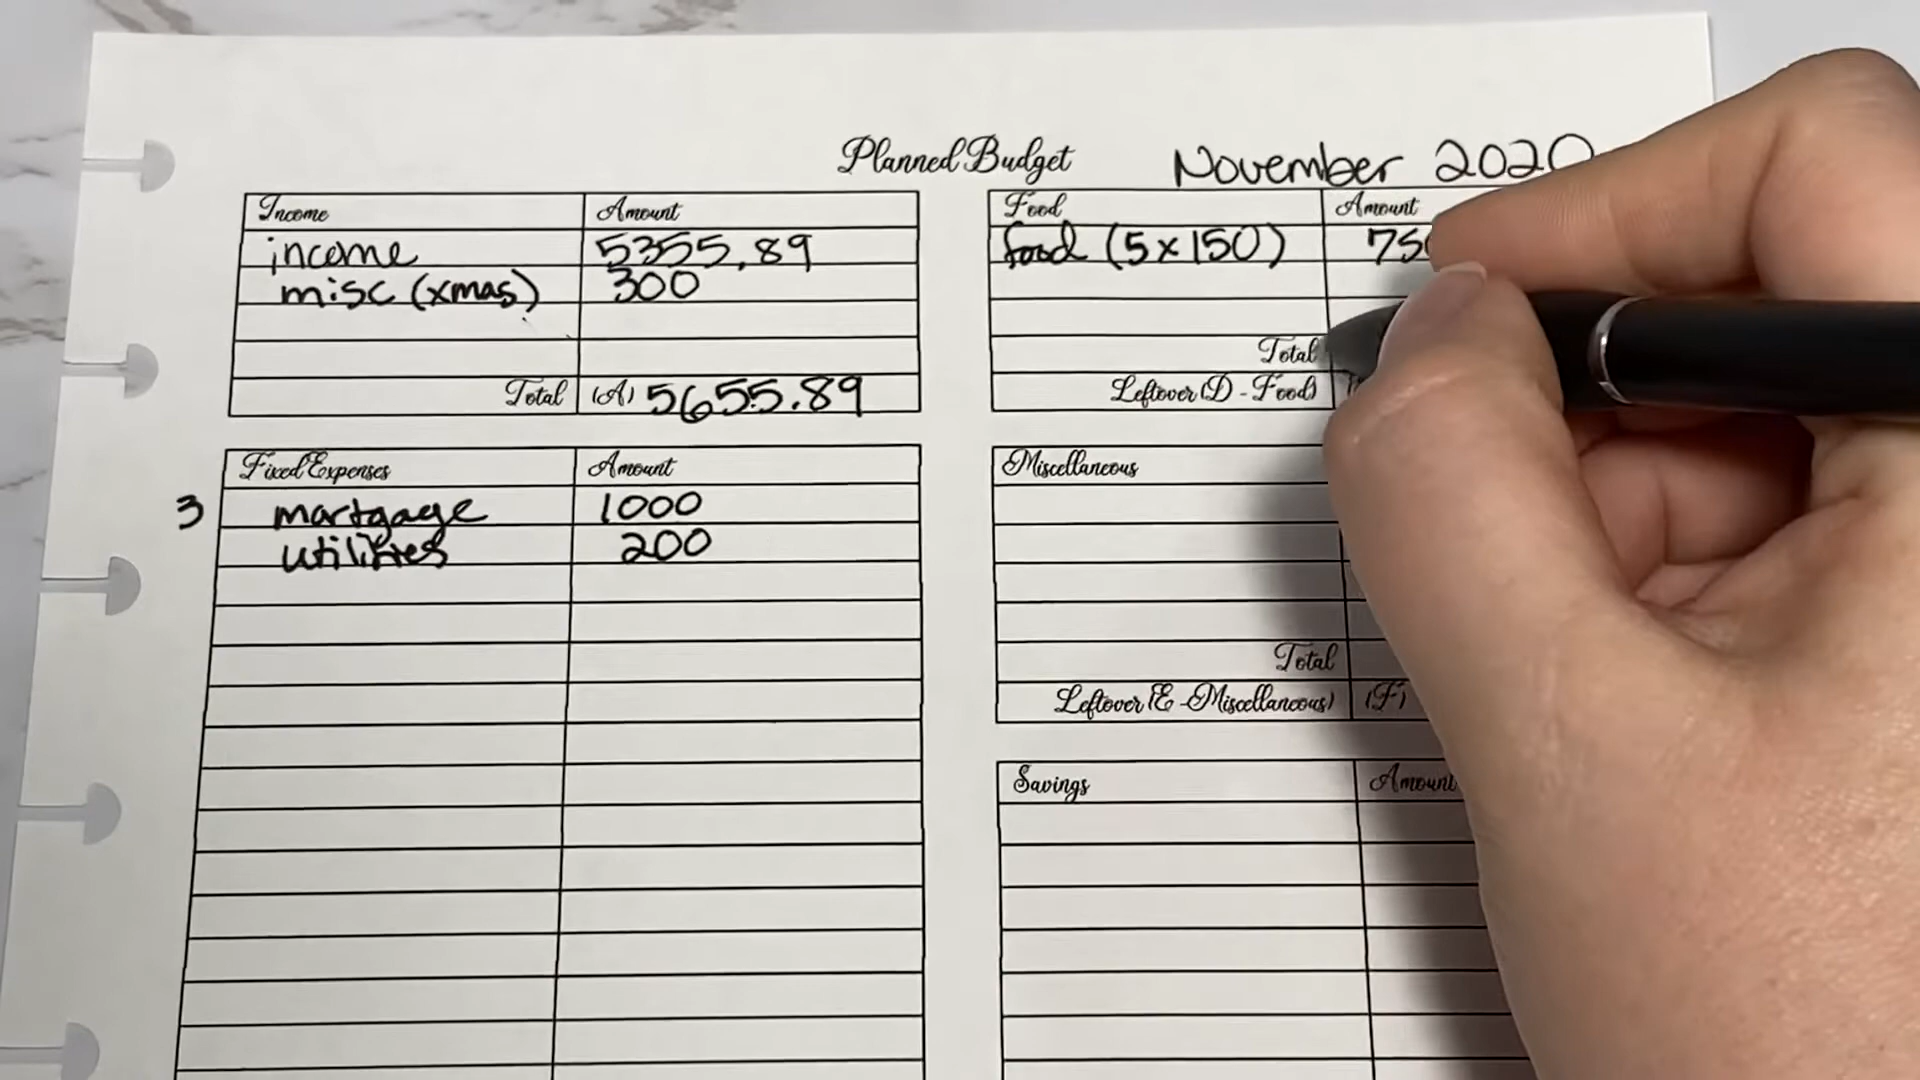 Planned Budget November 2020
Income Amount
income 5355.89
misc (xmas) 300
Total (A) 5655.89
Fixed Expenses Amount
3 mortgage 1000
utilities 200
Food Amount
food (5x150)
Total
Leftover (D - Food)
Miscellaneous
Total
Leftover (E - Miscellaneous) (F)
Savings Amount